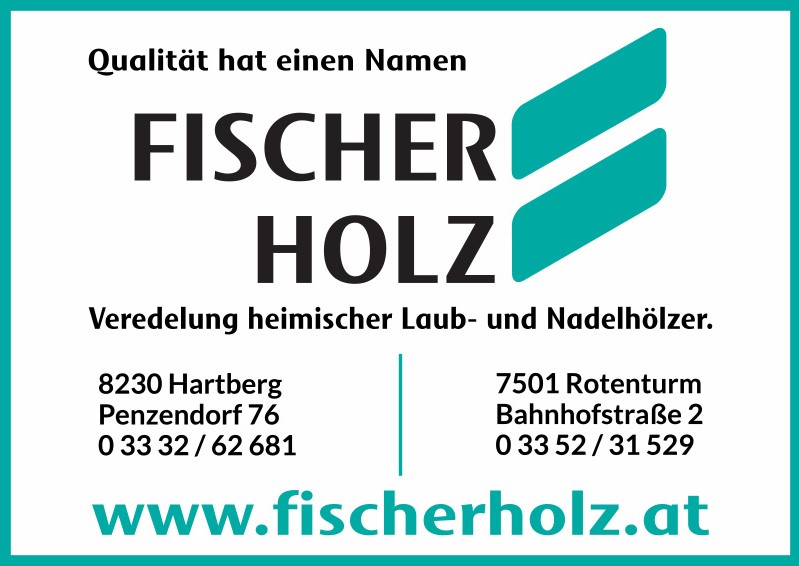 Qualität hat einen Namen
FISCHER
HOLZ
Veredelung heimischer Laub- und Nadelhölzer.
8230 Hartberg
Penzendorf 76
0 33 32 / 62 681
7501 Rotenturm
Bahnhofstraße 2
0 33 52 / 31 529
www.fischerholz.at